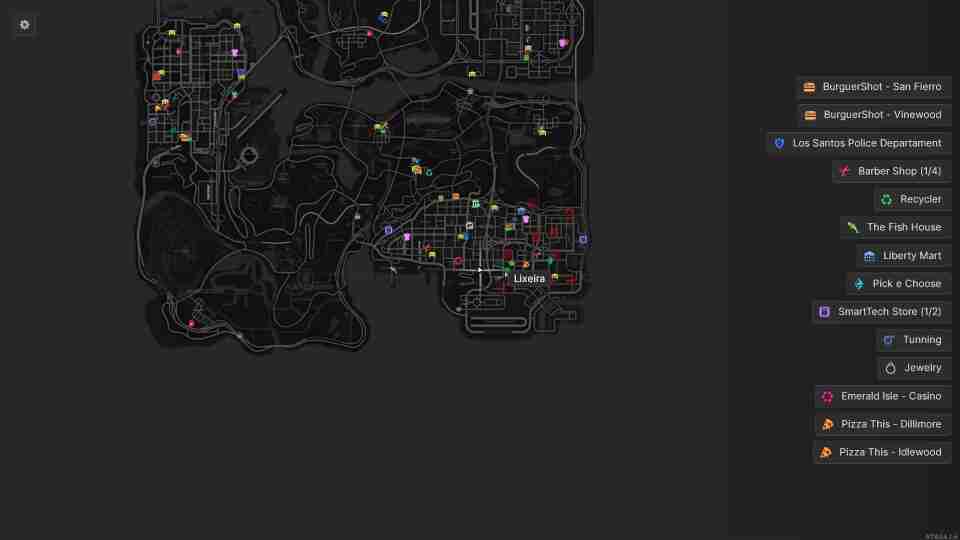 BurguerShot - San Fierro
BurguerShot - Vinewood
Los Santos Police Departament
Barber Shop (1/4)
Recycler
The Fish House
Liberty Mart
Pick e Choose
SmartTech Store (1/2)
Lixeira
Tunning
Jewelry
Emerald Isle - Casino
Pizza This - Dillimore
Pizza This - Idlewood